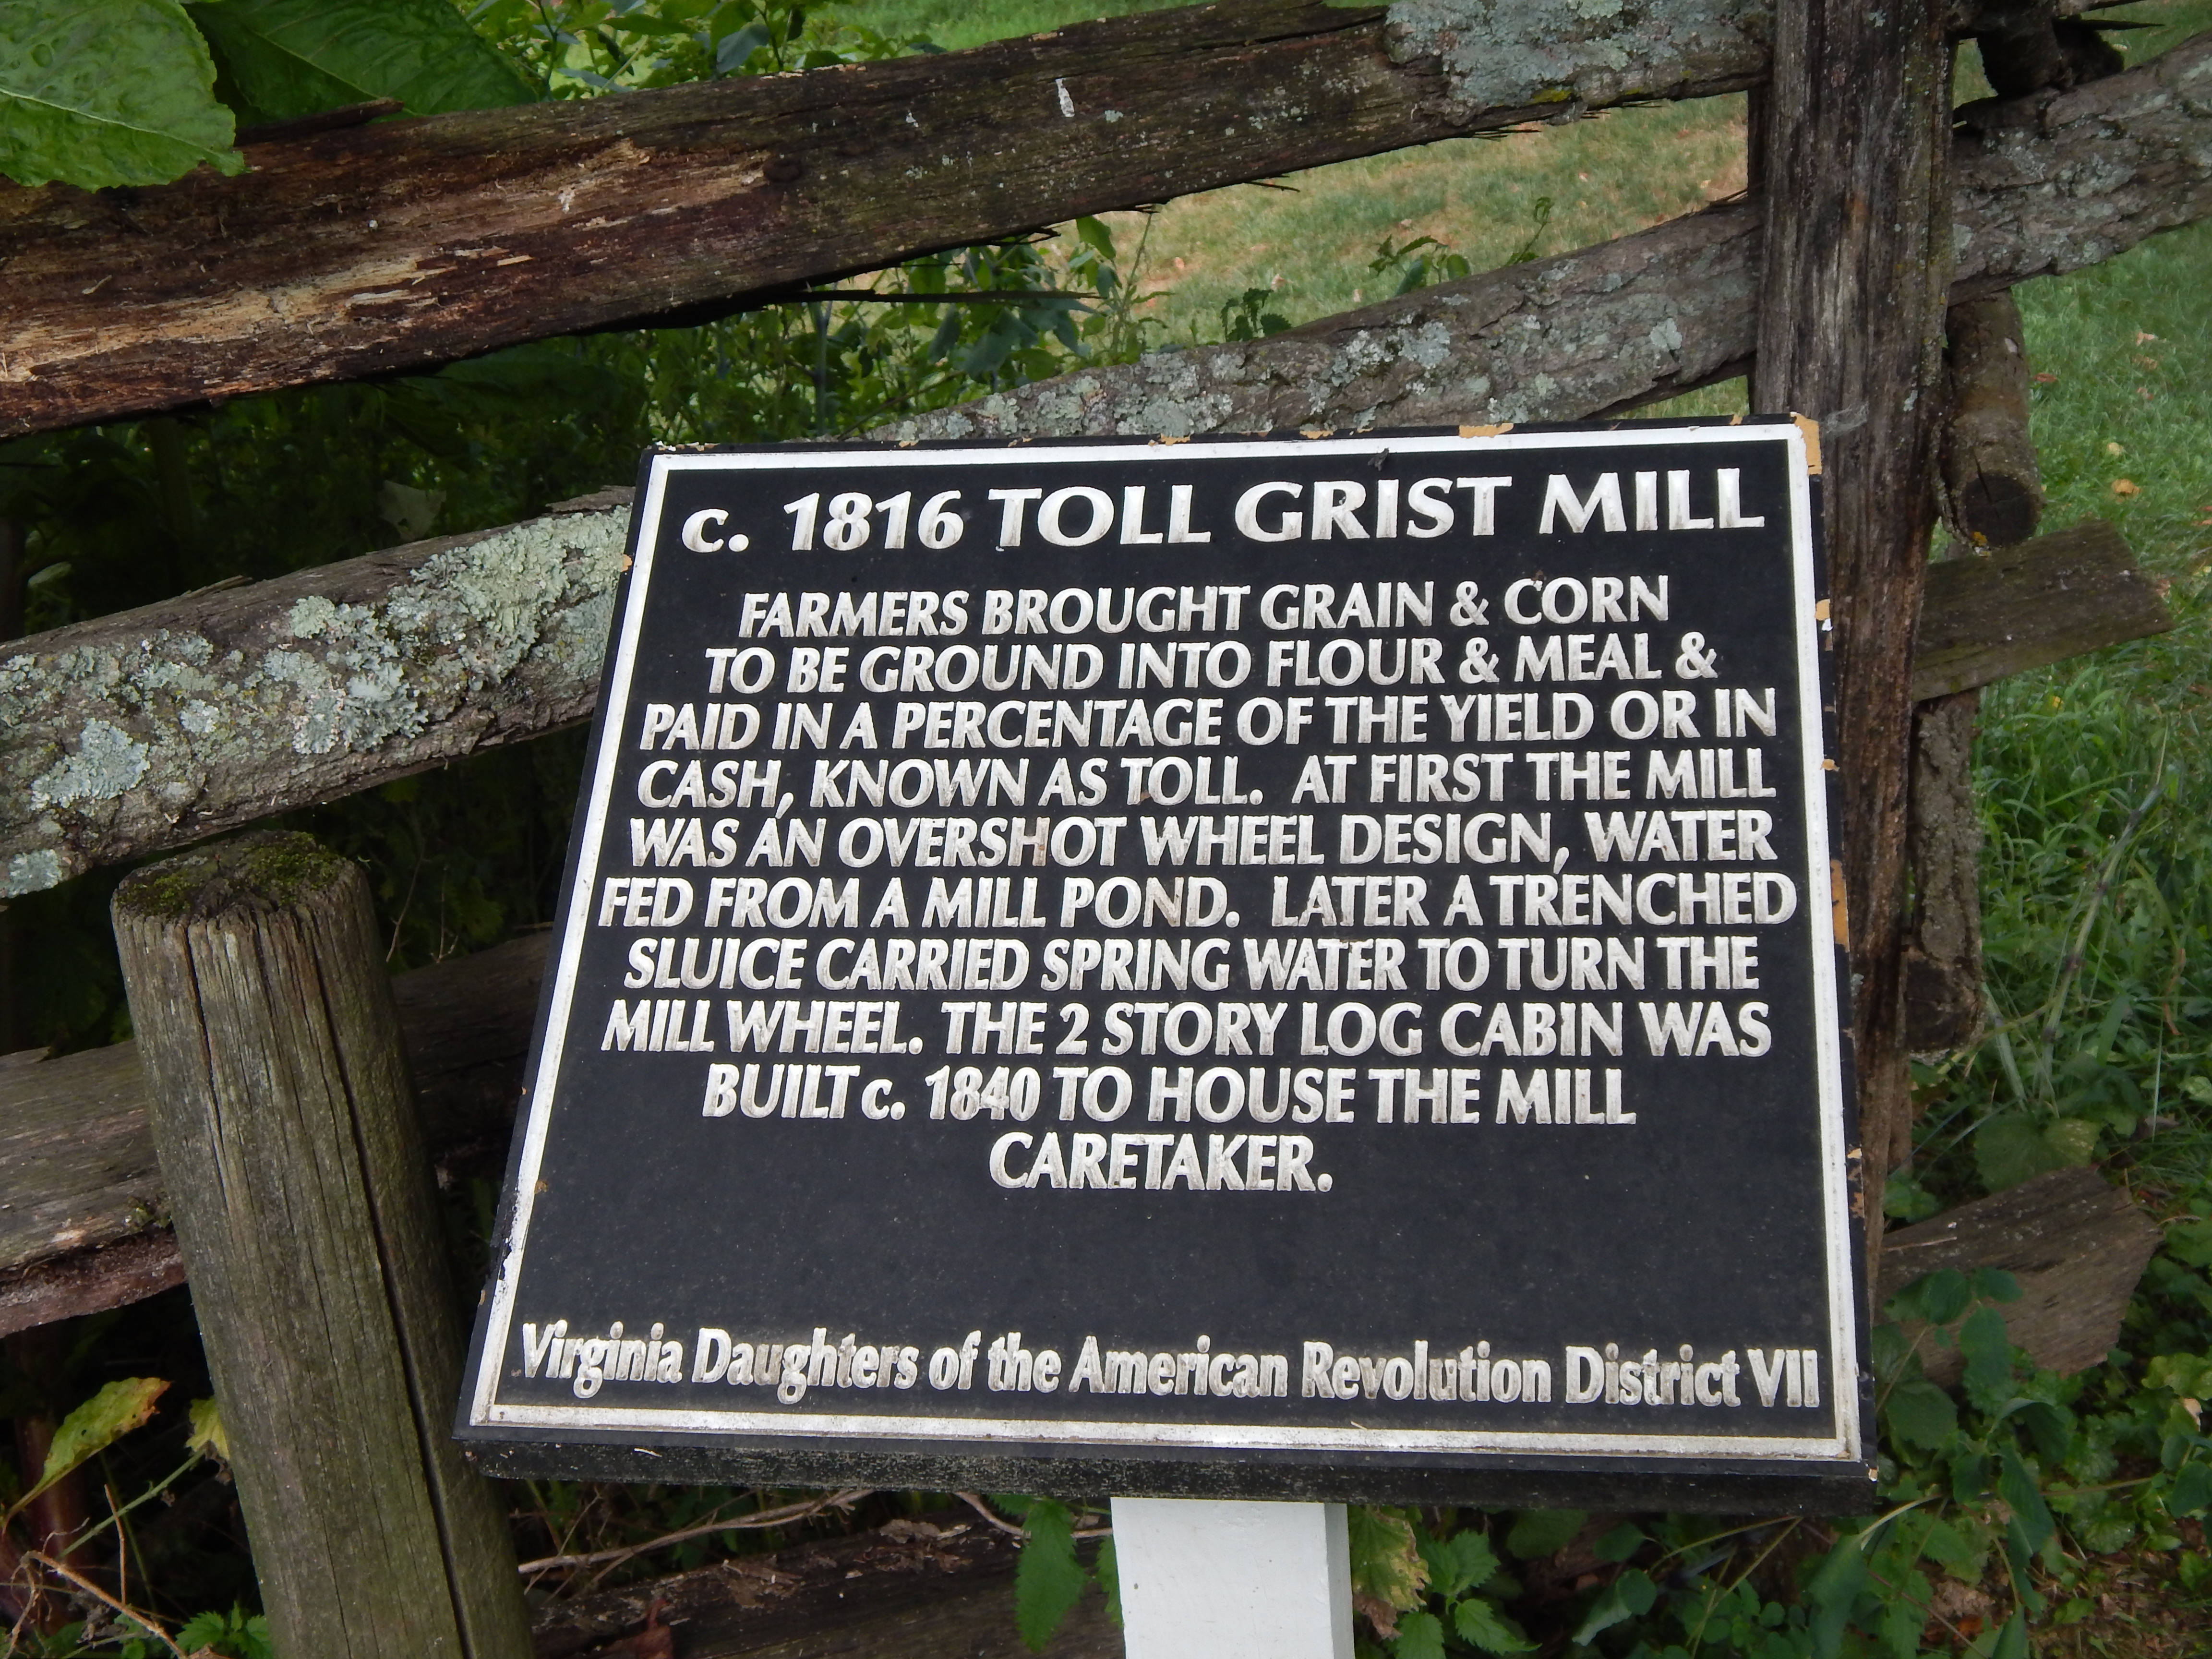 c. 1816 TOLL GRIST MILL
FARMERS BROUGHT GRAIN & CORN
TO BE GROUND INTO FLOUR & MEAL &
PAID IN A PERCENTAGE OF THE YIELD OR IN
CASH, KNOWN AS TOLL. AT FIRST THE MILL
WAS AN OVERSHOT WHEEL DESIGN, WATER
FED FROM A MILL POND. LATER A TRENCHED
SLUICE CARRIED SPRING WATER TO TURN THE
MILL WHEEL. THE 2 STORY LOG CABIN WAS
BUILT c. 1840 TO HOUSE THE MILL
CARETAKER.
Virginia Daughters of the American Revolution District VII